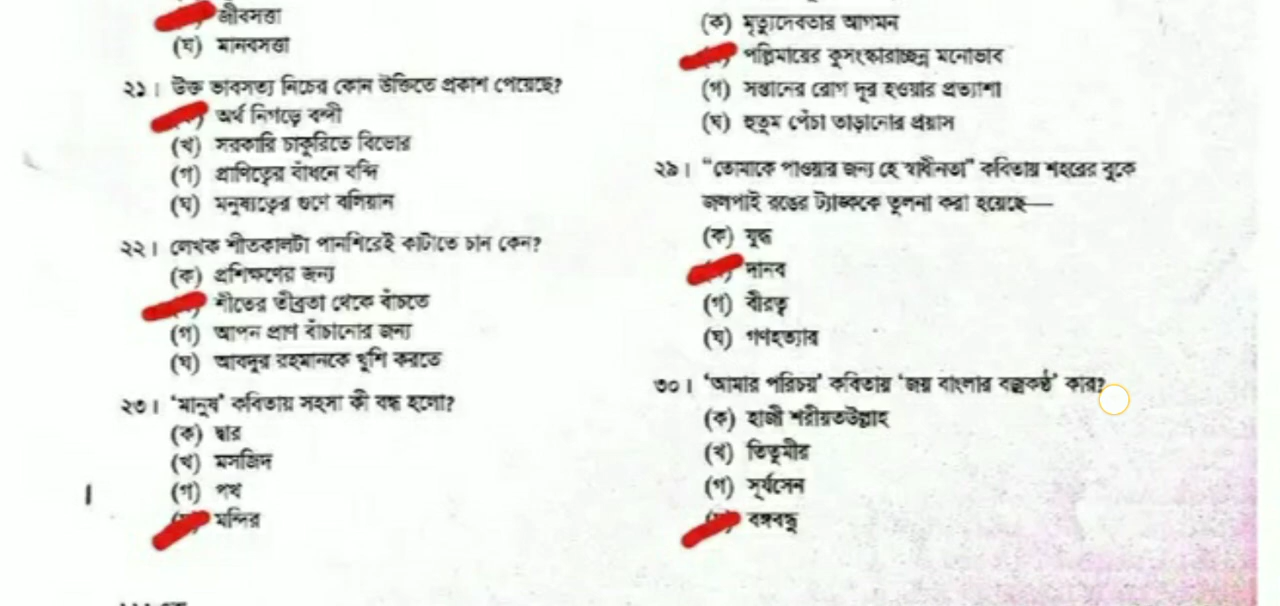 জীবসত্তা
(ঘ) মানবসত্তা
২১। উক্ত ভাবসত্য নিচের কোন উক্তিতে প্রকাশ পেয়েছে?
অর্থ নিগড়ে বন্দী
(খ) সরকারি চাকুরিতে বিভোর
(গ) প্রাণিত্বের বাঁধনে বন্দি
(ঘ) মনুষ্যত্বের গুণে বলিয়ান
২২। লেখক শীতকালটা পানশিরেই কাটাতে চান কেন?
(ক) প্রশিক্ষণের জন্য
শীতের তীব্রতা থেকে বাঁচতে
(গ) আপন প্রাণ বাঁচানোর জন্য
(ঘ) আবদুর রহমানকে খুশি করতে
২৩। ‘মানুষ’ কবিতায় সহসা কী বন্ধ হলো?
(ক) দ্বার
(খ) মসজিদ
(গ) পথ
মন্দির
(ক) মৃত্যুদেবতার আগমন
পল্লিমায়ের কুসংস্কারাচ্ছন্ন মনোভাব
(গ) সন্তানের রোগ দূর হওয়ার প্রত্যাশা
(ঘ) হুতুম পেঁচা তাড়ানোর প্রয়াস
২৯। “তোমাকে পাওয়ার জন্য হে স্বাধীনতা” কবিতায় শহরের বুকে
জলপাই রঙের ট্যাঙ্ককে তুলনা করা হয়েছে—
(ক) যুদ্ধ
দানব
(গ) বীরত্ব
(ঘ) গণহত্যার
৩০। ‘আমার পরিচয়’ কবিতায় ‘জয় বাংলার বজ্রকণ্ঠ’ কার?
(ক) হাজী শরীয়তউল্লাহ
(খ) তিতুমীর
(গ) সূর্যসেন
বঙ্গবন্ধু